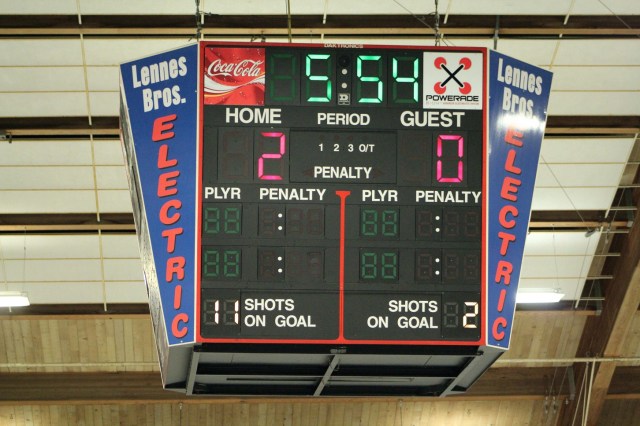 DAKTRONICS
Coca-Cola
5:54
POWERADE
Lennes
Bros.
ELECTRIC
Lennes
Bros.
ELECTRIC
HOME PERIOD GUEST
2 1 2 3 O/T 0
PENALTY
PLYR PENALTY PLYR PENALTY
11 SHOTS
ON GOAL
SHOTS
ON GOAL 2